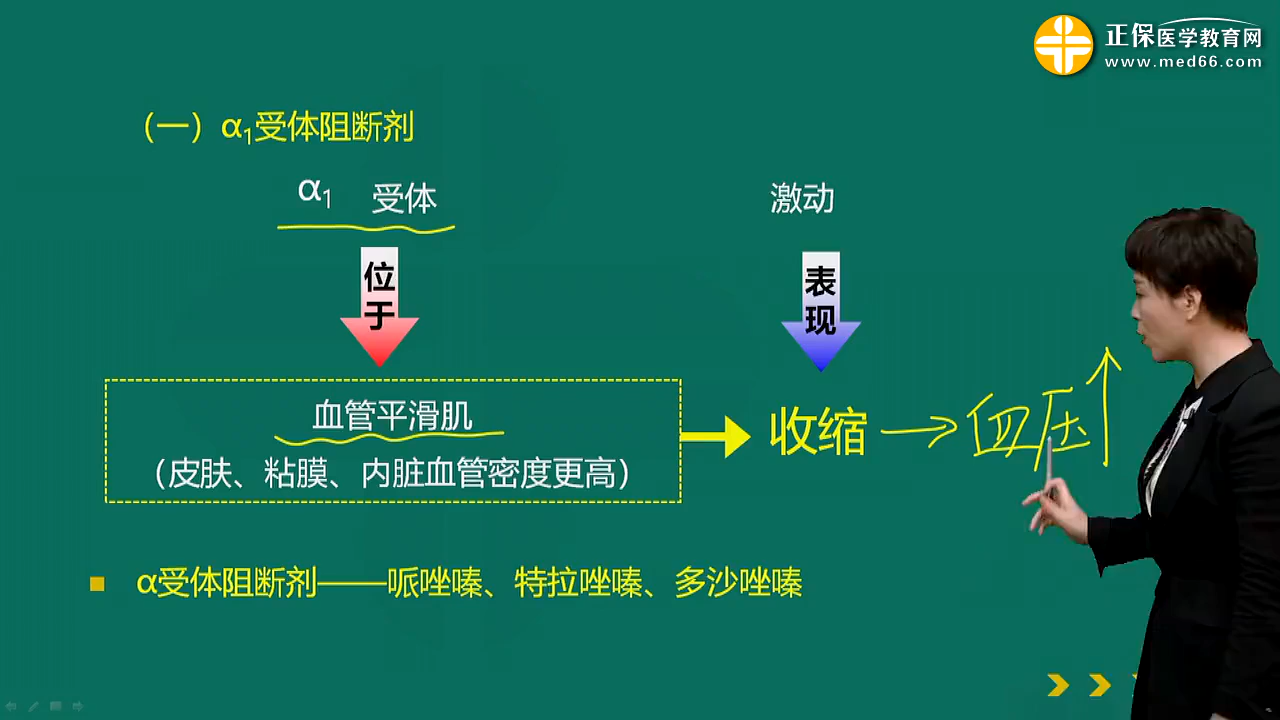 正保医学教育网
www.med66.com
（一）α₁受体阻断剂
α₁ 受体
激动
位于
表现
血管平滑肌
（皮肤、粘膜、内脏血管密度更高）
收缩 → 血压↑
α受体阻断剂——哌唑嗪、特拉唑嗪、多沙唑嗪